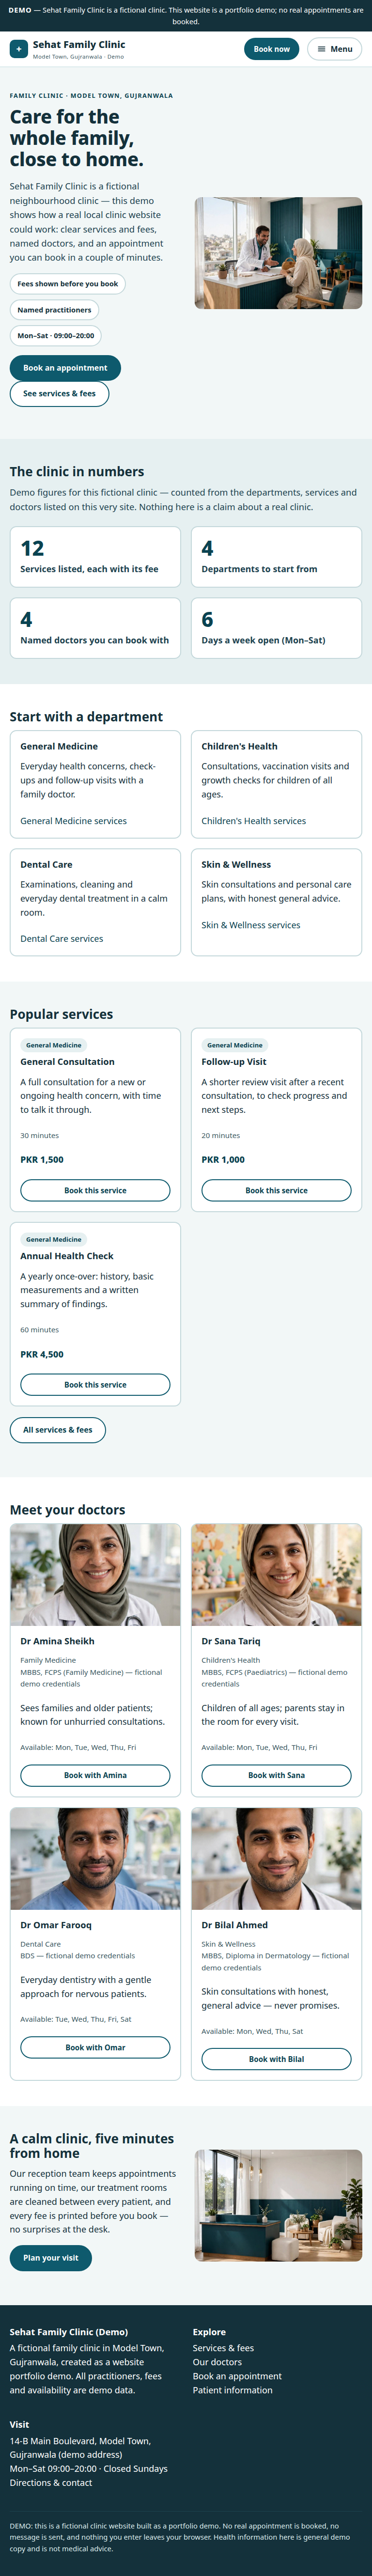 DEMO — Sehat Family Clinic is a fictional clinic. This website is a portfolio demo; no real appointments are
booked.
Sehat Family Clinic
Model Town, Gujranwala · Demo
Book now
Menu
FAMILY CLINIC · MODEL TOWN, GUJRANWALA
Care for the
whole family,
close to home.
Sehat Family Clinic is a fictional
neighbourhood clinic — this demo
shows how a real local clinic website
could work: clear services and fees,
named doctors, and an appointment
you can book in a couple of minutes.
Fees shown before you book
Named practitioners
Mon–Sat · 09:00–20:00
Book an appointment
See services & fees
The clinic in numbers
Demo figures for this fictional clinic — counted from the departments, services and
doctors listed on this very site. Nothing here is a claim about a real clinic.
12
Services listed, each with its fee
4
Departments to start from
4
Named doctors you can book with
6
Days a week open (Mon–Sat)
Start with a department
General Medicine
Everyday health concerns, check-
ups and follow-up visits with a
family doctor.
General Medicine services
Children's Health
Consultations, vaccination visits and
growth checks for children of all
ages.
Children's Health services
Dental Care
Examinations, cleaning and
everyday dental treatment in a calm
room.
Dental Care services
Skin & Wellness
Skin consultations and personal care
plans, with honest general advice.
Skin & Wellness services
Popular services
General Medicine
General Consultation
A full consultation for a new or
ongoing health concern, with time
to talk it through.
30 minutes
PKR 1,500
Book this service
General Medicine
Follow-up Visit
A shorter review visit after a recent
consultation, to check progress and
next steps.
20 minutes
PKR 1,000
Book this service
General Medicine
Annual Health Check
A yearly once-over: history, basic
measurements and a written
summary of findings.
60 minutes
PKR 4,500
Book this service
All services & fees
Meet your doctors
Dr Amina Sheikh
Family Medicine
MBBS, FCPS (Family Medicine) — fictional
demo credentials
Sees families and older patients;
known for unhurried consultations.
Available: Mon, Tue, Wed, Thu, Fri
Book with Amina
Dr Sana Tariq
Children's Health
MBBS, FCPS (Paediatrics) — fictional demo
credentials
Children of all ages; parents stay in
the room for every visit.
Available: Mon, Tue, Wed, Thu, Fri
Book with Sana
Dr Omar Farooq
Dental Care
BDS — fictional demo credentials
Everyday dentistry with a gentle
approach for nervous patients.
Available: Tue, Wed, Thu, Fri, Sat
Book with Omar
Dr Bilal Ahmed
Skin & Wellness
MBBS, Diploma in Dermatology — fictional
demo credentials
Skin consultations with honest,
general advice — never promises.
Available: Mon, Wed, Thu, Sat
Book with Bilal
A calm clinic, five minutes
from home
Our reception team keeps appointments
running on time, our treatment rooms
are cleaned between every patient, and
every fee is printed before you book —
no surprises at the desk.
Plan your visit
Sehat Family Clinic (Demo)
A fictional family clinic in Model Town,
Gujranwala, created as a website
portfolio demo. All practitioners, fees
and availability are demo data.
Explore
Services & fees
Our doctors
Book an appointment
Patient information
Visit
14-B Main Boulevard, Model Town,
Gujranwala (demo address)
Mon–Sat 09:00–20:00 · Closed Sundays
Directions & contact
DEMO: this is a fictional clinic website built as a portfolio demo. No real appointment is booked, no
message is sent, and nothing you enter leaves your browser. Health information here is general demo
copy and is not medical advice.